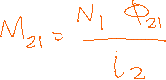 M₂₁ = N₁ Φ₂₁ / i₂